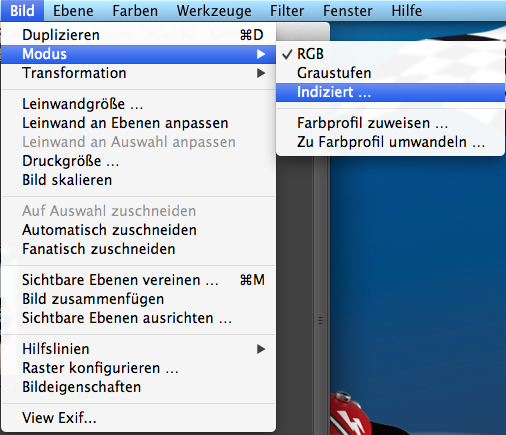 Bild Ebene Farben Werkzeuge Filter Fenster Hilfe
Duplizieren ⌘D
Modus ▶
Transformation ▶
Leinwandgröße ...
Leinwand an Ebenen anpassen
Leinwand an Auswahl anpassen
Druckgröße ...
Bild skalieren
Auf Auswahl zuschneiden
Automatisch zuschneiden
Fanatisch zuschneiden
Sichtbare Ebenen vereinen ... ⌘M
Bild zusammenfügen
Sichtbare Ebenen ausrichten ...
Hilfslinien ▶
Raster konfigurieren ...
Bildeigenschaften
View Exif...
✓ RGB
Graustufen
Indiziert ...
Farbprofil zuweisen ...
Zu Farbprofil umwandeln ...